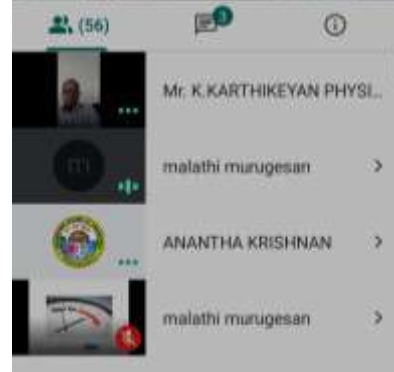 (56)
3
Mr. K.KARTHIKEYAN PHYSI...
m
malathi murugesan
ANANTHA KRISHNAN
malathi murugesan